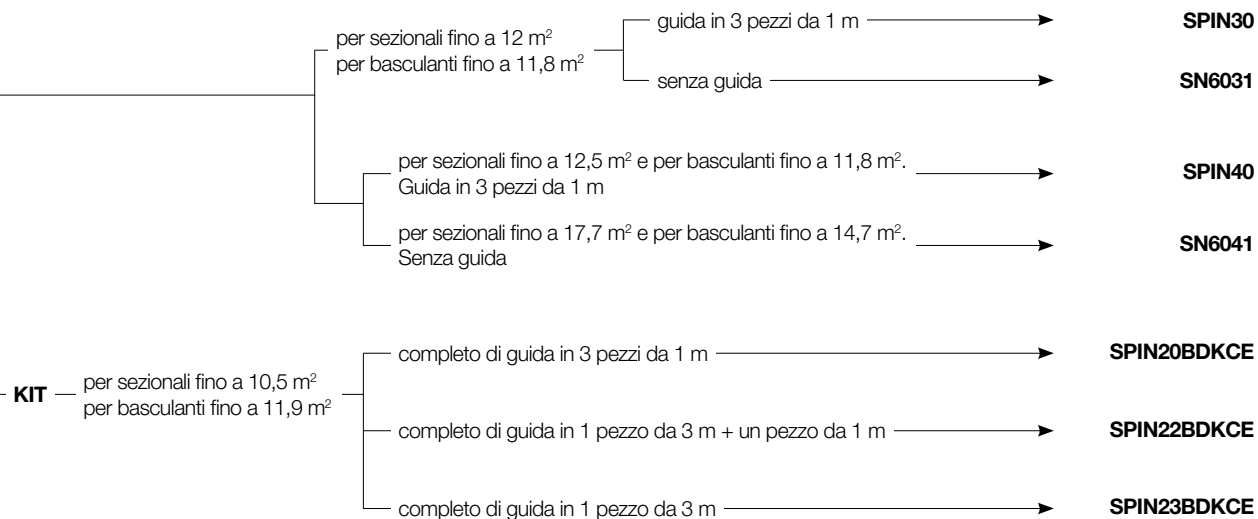 per sezionali fino a 12 m²
per basculanti fino a 11,8 m²
guida in 3 pezzi da 1 m
SPIN30
senza guida
SN6031
per sezionali fino a 12,5 m² e per basculanti fino a 11,8 m².
Guida in 3 pezzi da 1 m
SPIN40
per sezionali fino a 17,7 m² e per basculanti fino a 14,7 m².
Senza guida
SN6041
KIT
per sezionali fino a 10,5 m²
per basculanti fino a 11,9 m²
completo di guida in 3 pezzi da 1 m
SPIN20BDKCE
completo di guida in 1 pezzo da 3 m + un pezzo da 1 m
SPIN22BDKCE
completo di guida in 1 pezzo da 3 m
SPIN23BDKCE